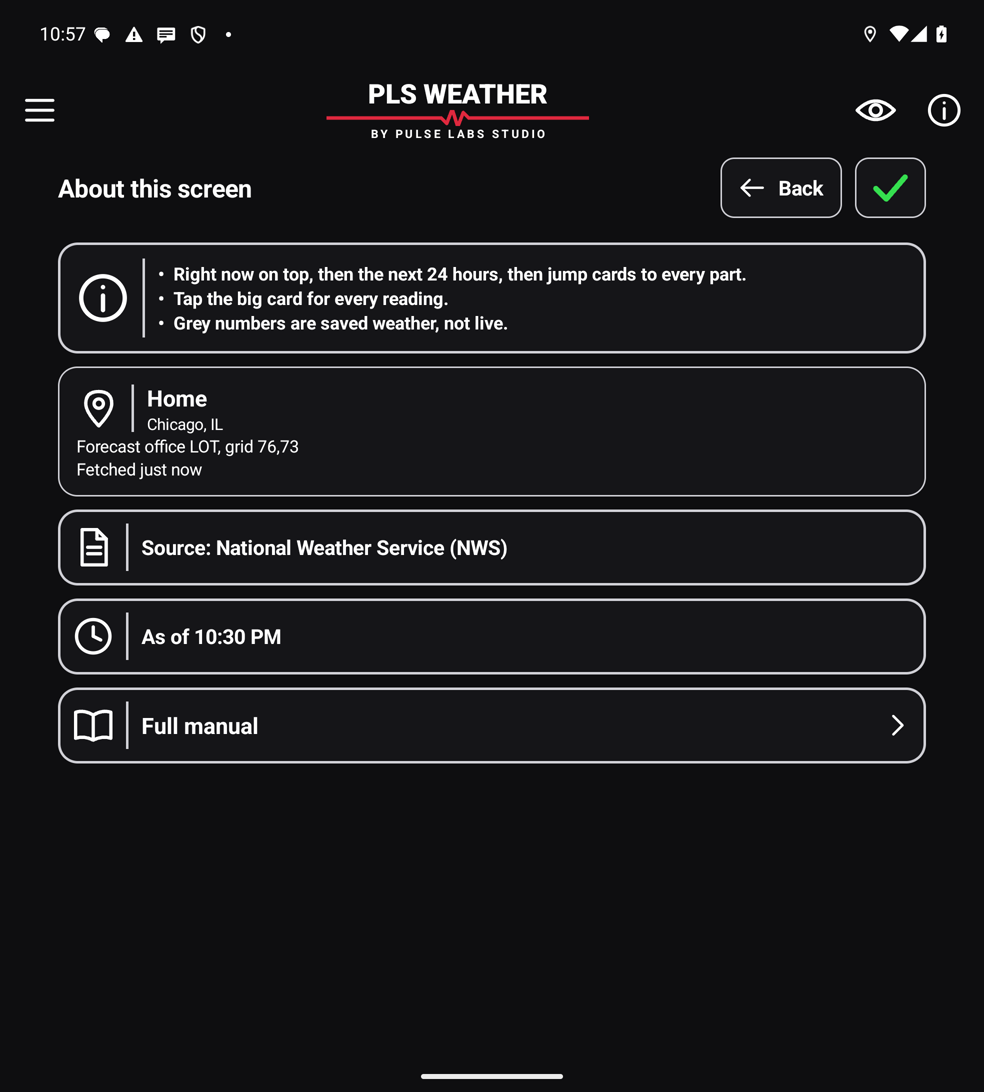 10:57
PLS WEATHER
BY PULSE LABS STUDIO
About this screen
Back
• Right now on top, then the next 24 hours, then jump cards to every part.
• Tap the big card for every reading.
• Grey numbers are saved weather, not live.
Home
Chicago, IL
Forecast office LOT, grid 76,73
Fetched just now
Source: National Weather Service (NWS)
As of 10:30 PM
Full manual